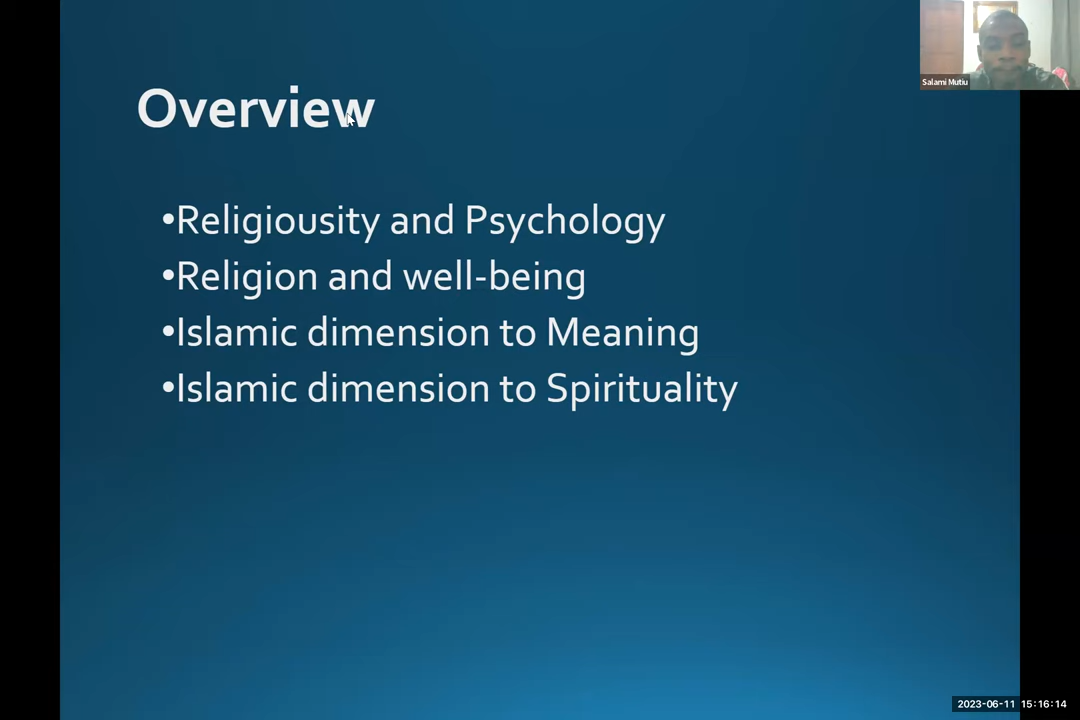 Salami Mutiu
Overview
•Religiousity and Psychology
•Religion and well-being
•Islamic dimension to Meaning
•Islamic dimension to Spirituality
2023-06-11 15:16:14